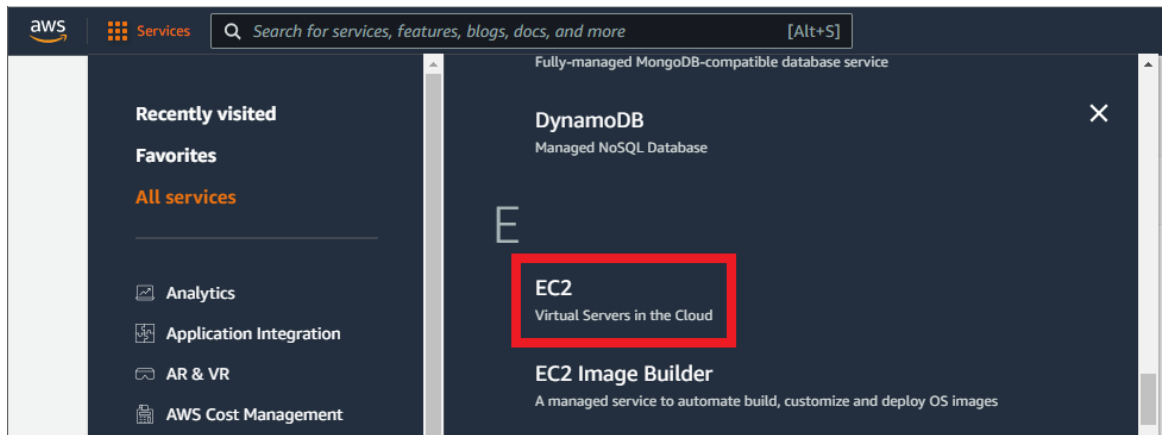 aws
Services
Search for services, features, blogs, docs, and more
[Alt+S]
Recently visited
Favorites
All services
Analytics
Application Integration
AR & VR
AWS Cost Management
Fully-managed MongoDB-compatible database service
DynamoDB
Managed NoSQL Database
E
EC2
Virtual Servers in the Cloud
EC2 Image Builder
A managed service to automate build, customize and deploy OS images